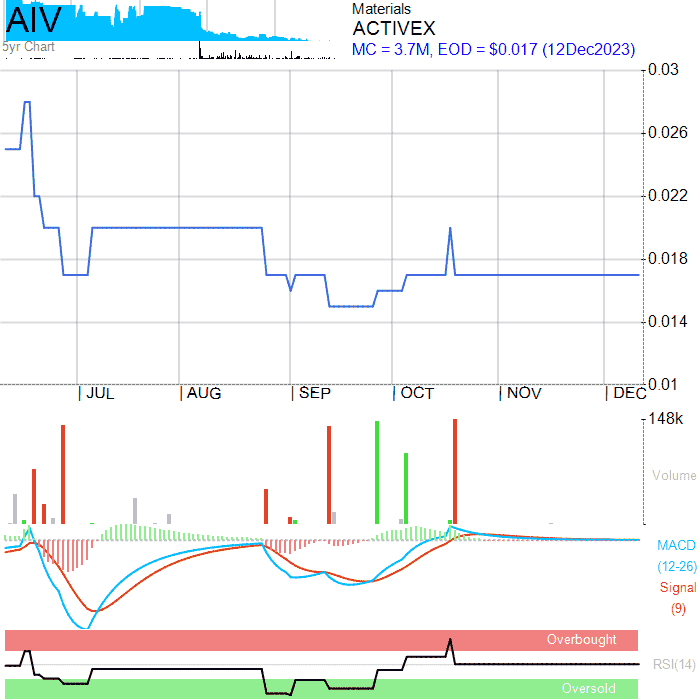 AIV
5yr Chart
Materials
ACTIVEX
MC = 3.7M, EOD = $0.017 (12Dec2023)
0.03
0.026
0.022
0.018
0.014
0.01
JUL AUG SEP OCT NOV DEC
148k
Volume
MACD
(12-26)
Signal
(9)
Overbought
RSI(14)
Oversold